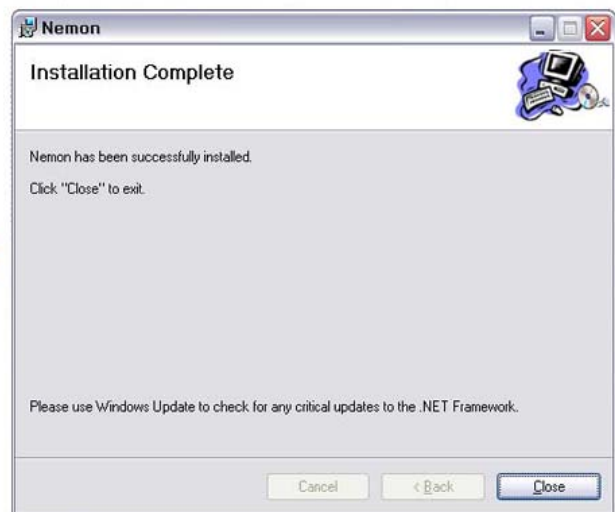 Nemon
Installation Complete
Nemon has been successfully installed.
Click "Close" to exit.
Please use Windows Update to check for any critical updates to the .NET Framework.
Cancel
< Back
Close